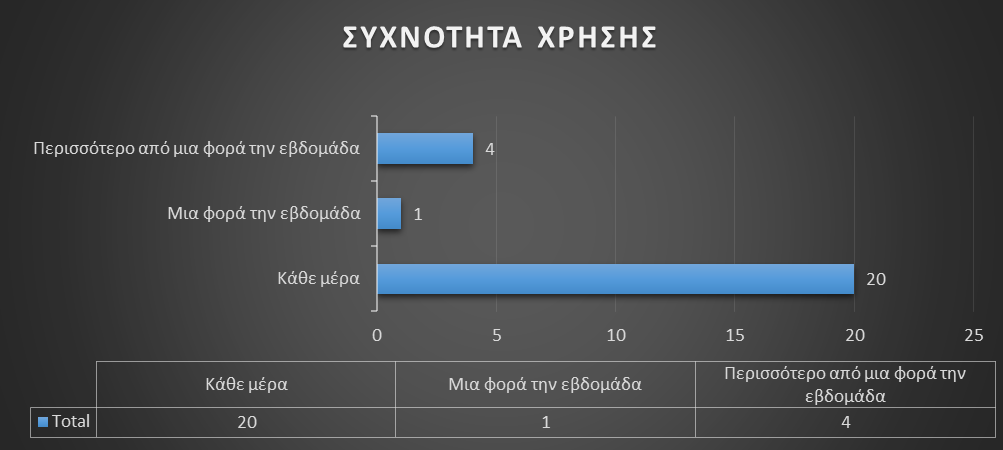 ΣΥΧΝΟΤΗΤΑ ΧΡΗΣΗΣ
Περισσότερο από μια φορά την εβδομάδα
4
Μια φορά την εβδομάδα
1
Κάθε μέρα
20
0 5 10 15 20 25
Κάθε μέρα Μια φορά την εβδομάδα Περισσότερο από μια φορά την
εβδομάδα
Total 20 1 4